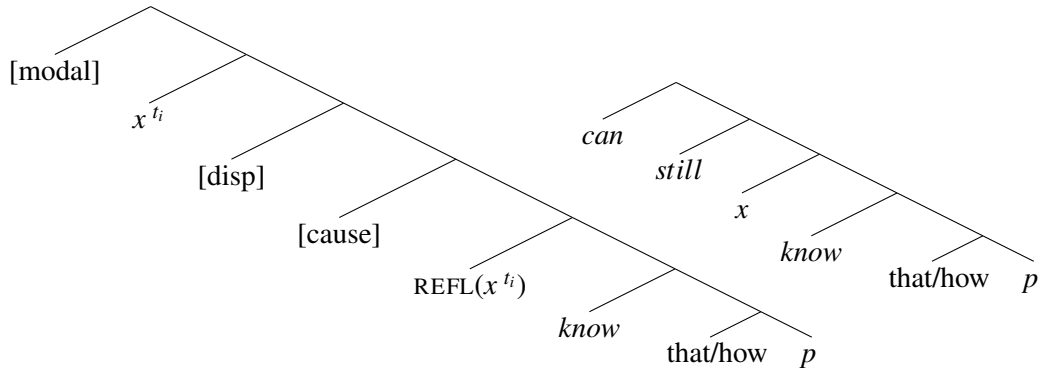 [modal]
x^{t_i}
[disp]
[cause]
REFL(x^{t_i})
know
that/how p
can
still
x
know
that/how p